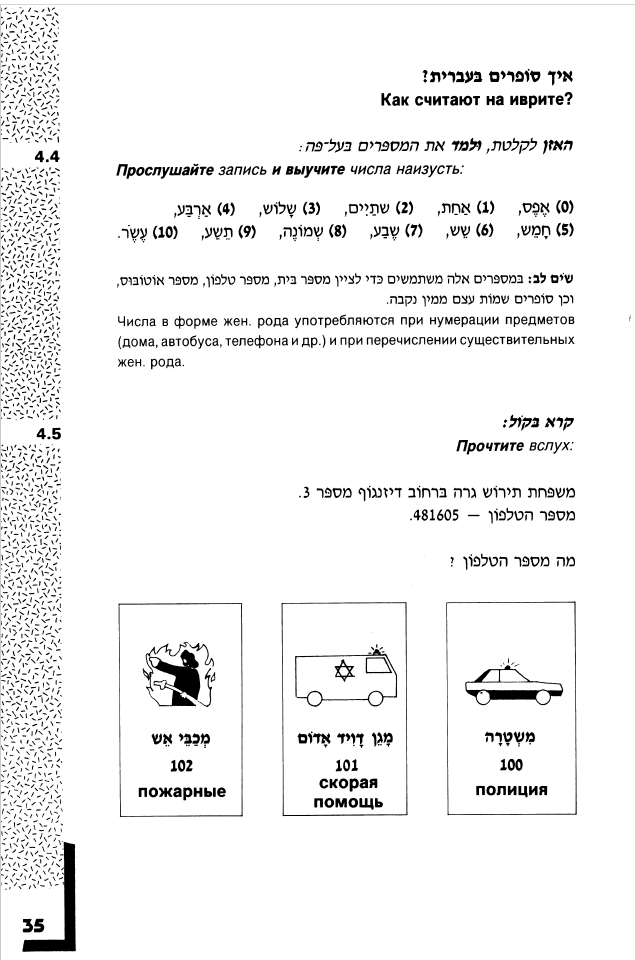 איך סופרים בעברית?
Как считают на иврите?
4.4
האזן לקלטת, ולמד את המספרים בעל־פה:
Прослушайте запись и выучите числа наизусть:
(0) אֶפֶס, (1) אַחַת, (2) שתַיִים, (3) שָלוֹש, (4) אַרְבַּע,
(5) חָמֵש, (6) שֵש, (7) שֶבַע, (8) שְמוֹנֶה, (9) תֵשַע, (10) עֶשֹר.
שׂים לב: במספרים אלה משתמשים כדי לציין מספר בית, מספר טלפון, מספר אוטובוס,
וכן סופרים שמות עצם ממין נקבה.
Числа в форме жен. рода употребляются при нумерации предметов
(дома, автобуса, телефона и др.) и при перечислении существительных
жен. рода.
4.5
קרא בקול:
Прочтите вслух:
משפחת תירוש גרה ברחוב דיזנגוף מספר 3.
מספר הטלפון — 481605.
מה מספר הטלפון ?
מִשְטָרָה
100
полиция
מָגֵן דָוִיד אָדוֹם
101
скорая
помощь
מְכַבֵּי אֵש
102
пожарные
35